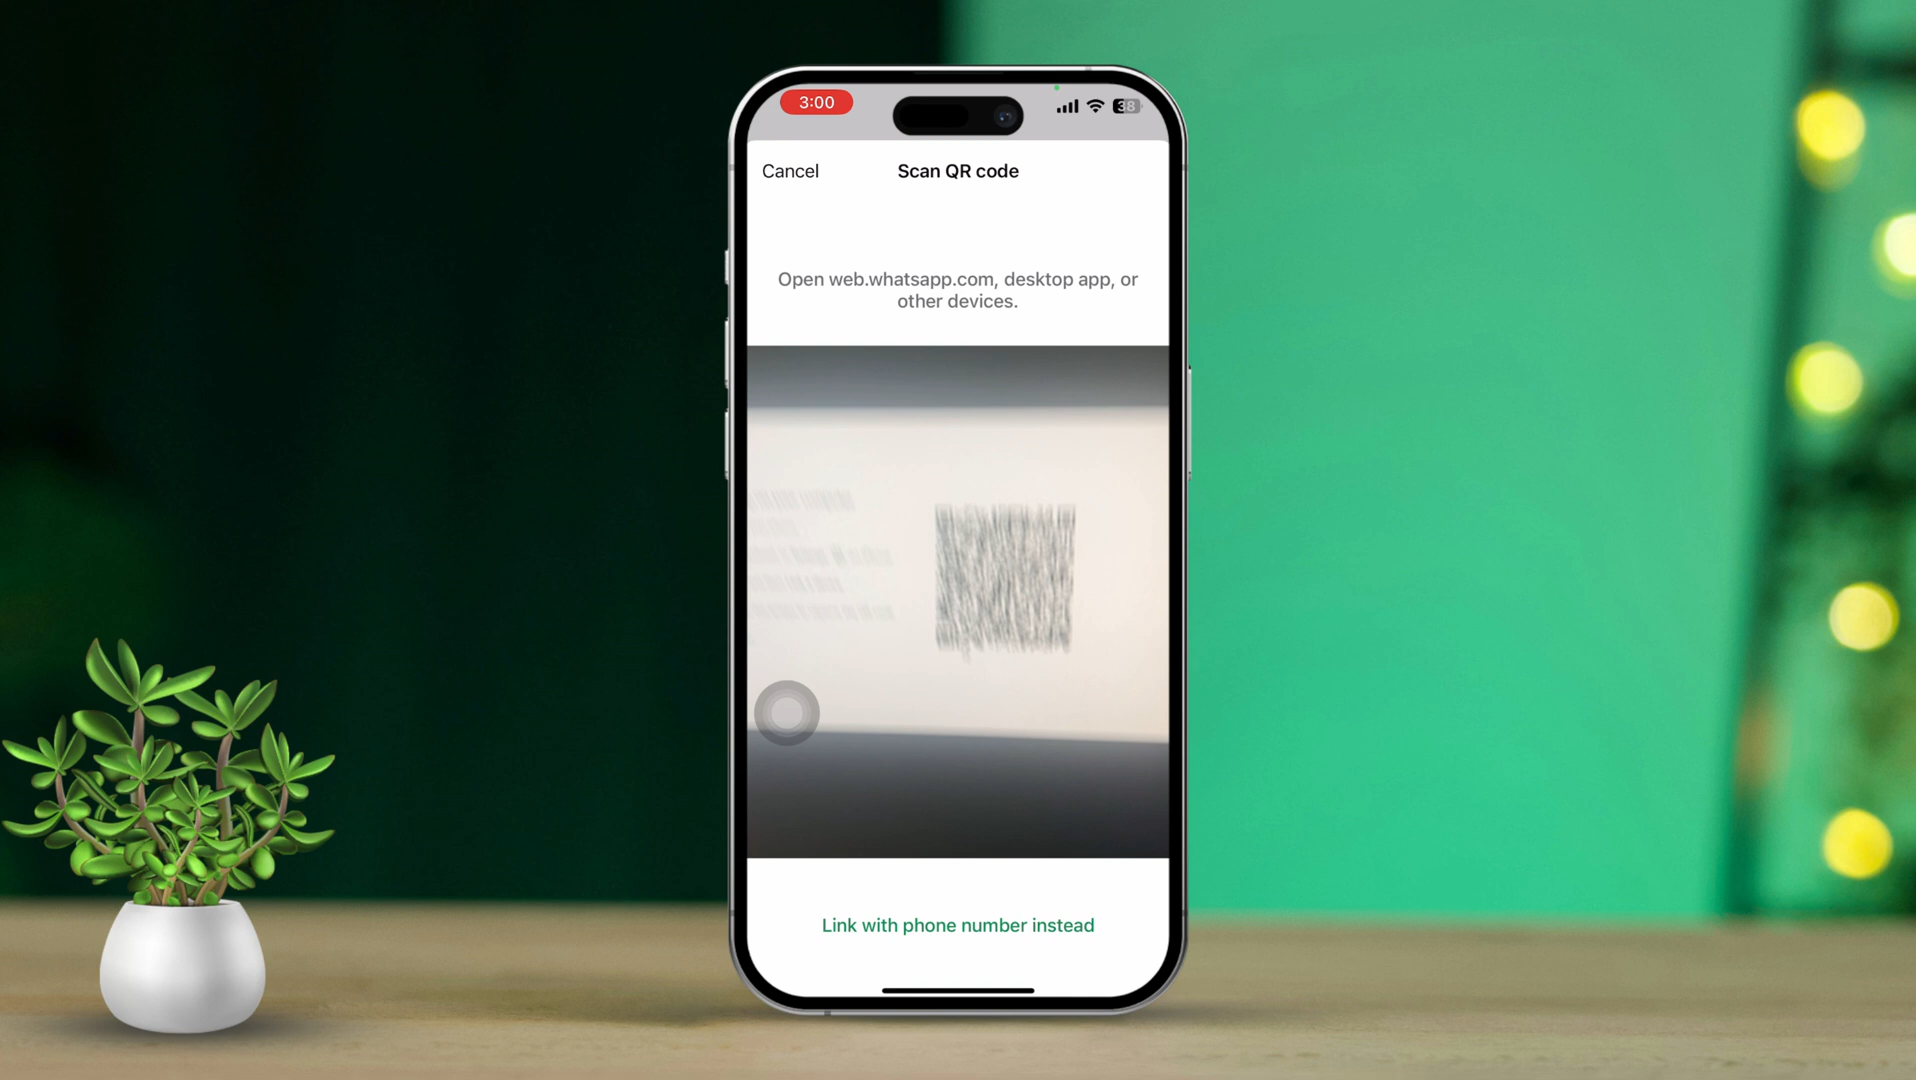 3:00
38
Cancel
Scan QR code
Open web.whatsapp.com, desktop app, or
other devices.
Link with phone number instead